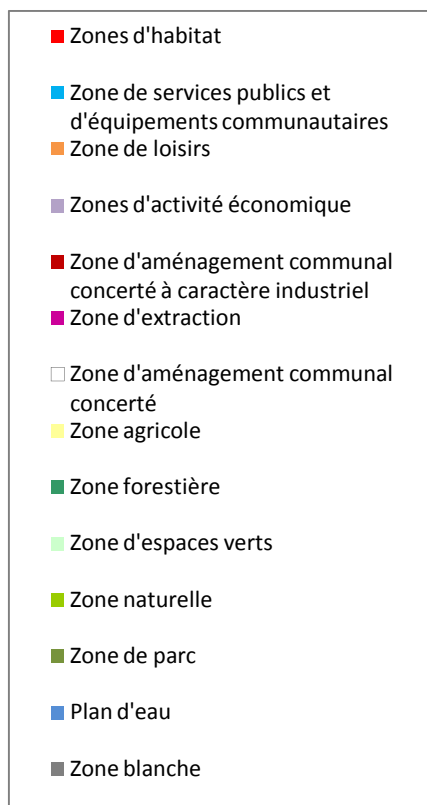 Zones d'habitat
Zone de services publics et
d'équipements communautaires
Zone de loisirs
Zones d'activité économique
Zone d'aménagement communal
concerté à caractère industriel
Zone d'extraction
Zone d'aménagement communal
concerté
Zone agricole
Zone forestière
Zone d'espaces verts
Zone naturelle
Zone de parc
Plan d'eau
Zone blanche